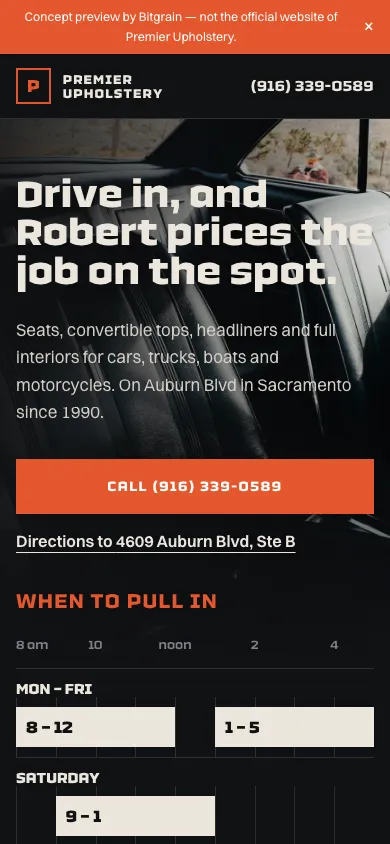 Concept preview by Bitgrain — not the official website of
Premier Upholstery.
×
P
PREMIER
UPHOLSTERY
(916) 339-0589
Drive in, and
Robert prices the
job on the spot.
Seats, convertible tops, headliners and full
interiors for cars, trucks, boats and
motorcycles. On Auburn Blvd in Sacramento
since 1990.
CALL (916) 339-0589
Directions to 4609 Auburn Blvd, Ste B
WHEN TO PULL IN
8 am 10 noon 2 4
MON – FRI
8 – 12 1 – 5
SATURDAY
9 – 1